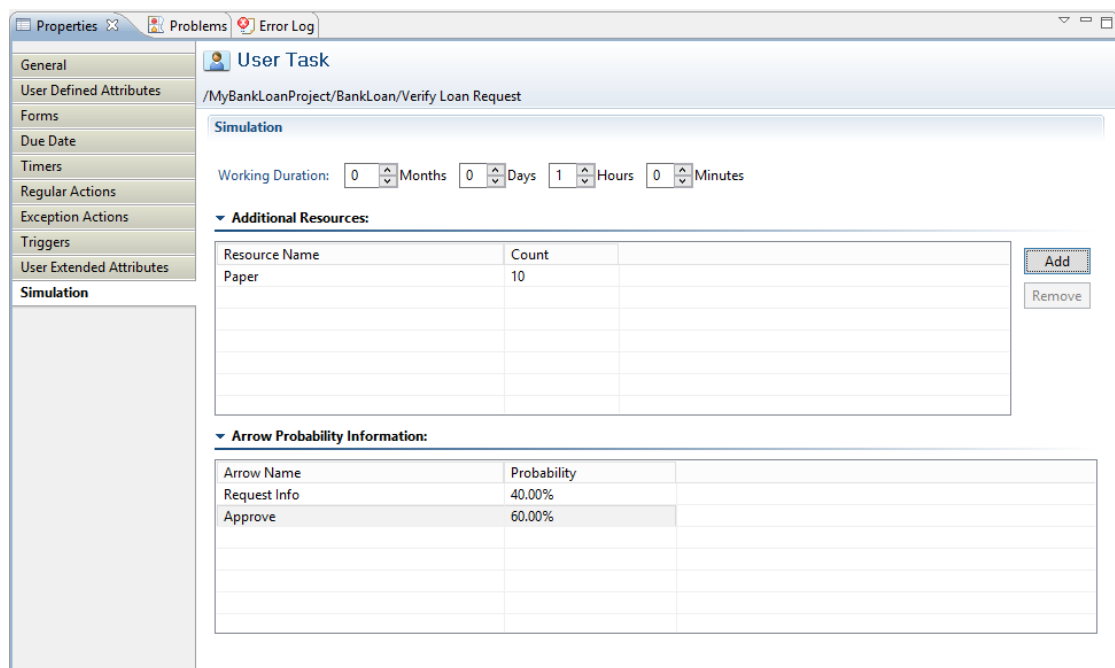 Properties Problems Error Log
General
User Defined Attributes
Forms
Due Date
Timers
Regular Actions
Exception Actions
Triggers
User Extended Attributes
Simulation
User Task
/MyBankLoanProject/BankLoan/Verify Loan Request
Simulation
Working Duration: 0 Months 0 Days 1 Hours 0 Minutes
Additional Resources:
Resource Name Count
Paper 10
Add
Remove
Arrow Probability Information:
Arrow Name Probability
Request Info 40.00%
Approve 60.00%